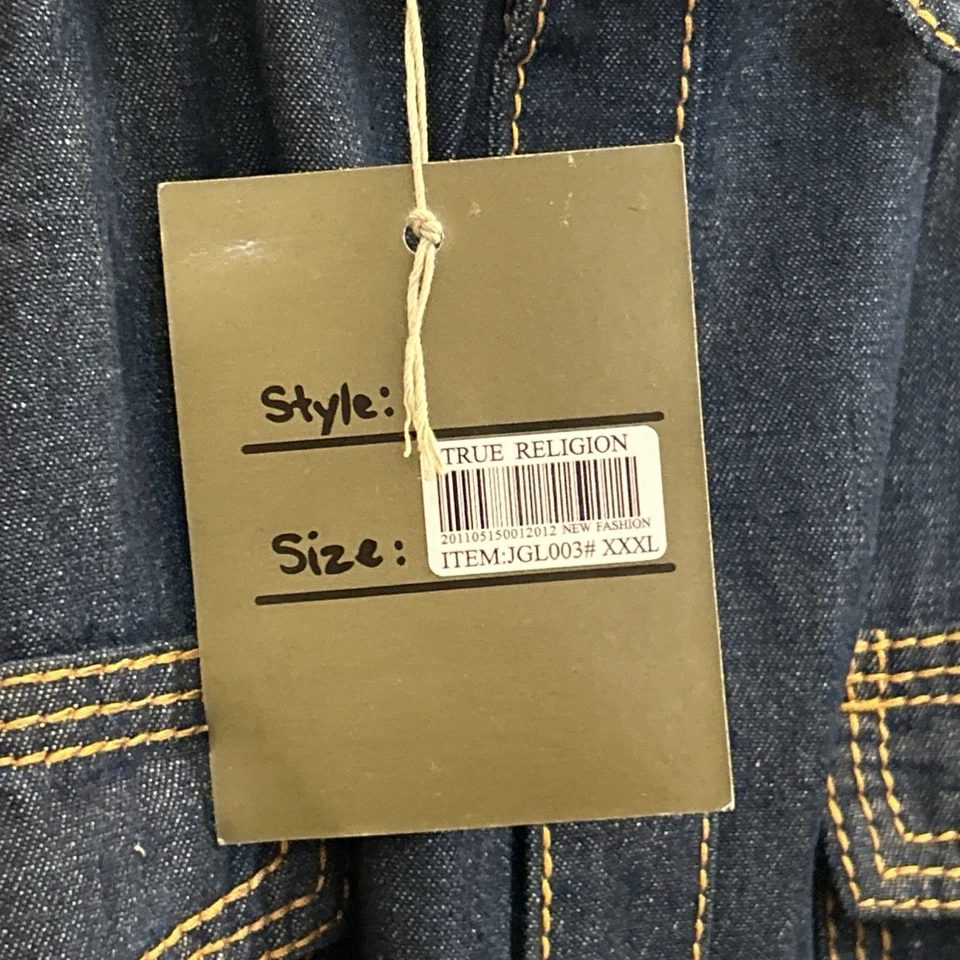 Style:
TRUE RELIGION
201105150012012 NEW FASHION
Size:
ITEM:JGL003# XXXL